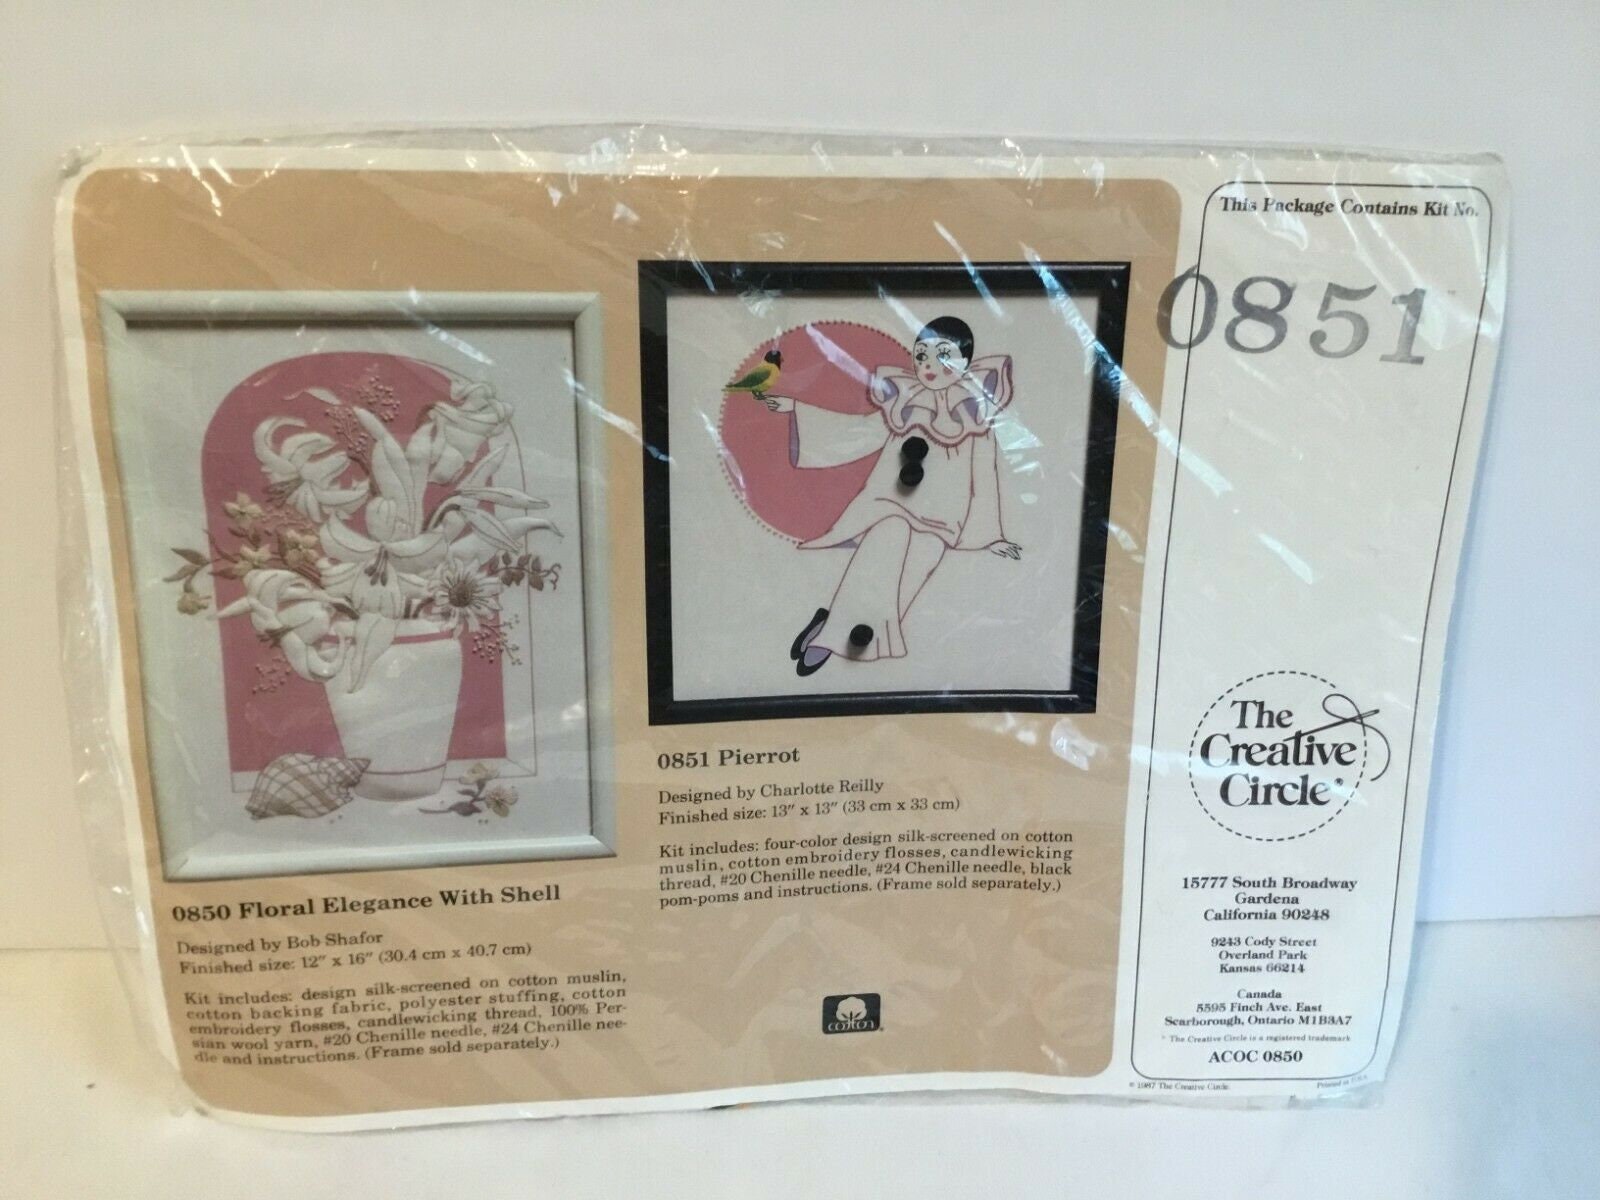 This Package Contains Kit No.
0851
0851 Pierrot
Designed by Charlotte Reilly
Finished size: 13″ x 13″ (33 cm x 33 cm)
Kit includes: four-color design silk-screened on cotton
muslin, cotton embroidery flosses, candlewicking
thread, #20 Chenille needle, #24 Chenille needle, black
pom-poms and instructions. (Frame sold separately.)
0850 Floral Elegance With Shell
Designed by Bob Shafor
Finished size: 12″ x 16″ (30.4 cm x 40.7 cm)
Kit includes: design silk-screened on cotton muslin,
cotton backing fabric, polyester stuffing, cotton
embroidery flosses, candlewicking thread, 100% Per-
sian wool yarn, #20 Chenille needle, #24 Chenille nee-
dle and instructions. (Frame sold separately.)
cotton®
The
Creative
Circle®
15777 South Broadway
Gardena
California 90248
9243 Cody Street
Overland Park
Kansas 66214
Canada
5595 Finch Ave. East
Scarborough, Ontario M1B3A7
® The Creative Circle is a registered trademark
ACOC 0850
© 1987 The Creative Circle
Printed in U.S.A.